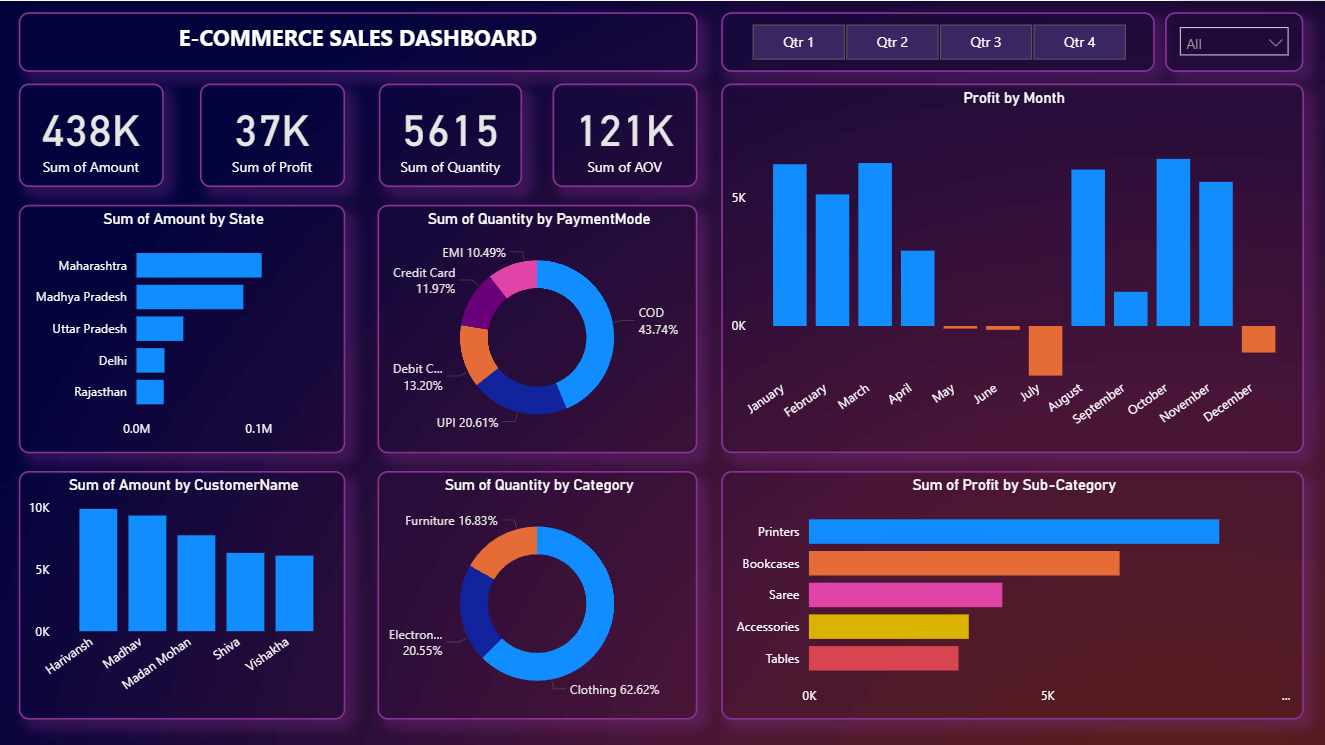 E-COMMERCE SALES DASHBOARD
Qtr 1
Qtr 2
Qtr 3
Qtr 4
All
438K
Sum of Amount
37K
Sum of Profit
5615
Sum of Quantity
121K
Sum of AOV
Profit by Month
5K
0K
January
February
March
April
May
June
July
August
September
October
November
December
Sum of Amount by State
Maharashtra
Madhya Pradesh
Uttar Pradesh
Delhi
Rajasthan
0.0M
0.1M
Sum of Quantity by PaymentMode
EMI 10.49%
Credit Card
11.97%
COD
43.74%
Debit C...
13.20%
UPI 20.61%
Sum of Amount by CustomerName
10K
5K
0K
Harivansh
Madhav
Madan Mohan
Shiva
Vishakha
Sum of Quantity by Category
Furniture 16.83%
Electron...
20.55%
Clothing 62.62%
Sum of Profit by Sub-Category
Printers
Bookcases
Saree
Accessories
Tables
0K
5K
...